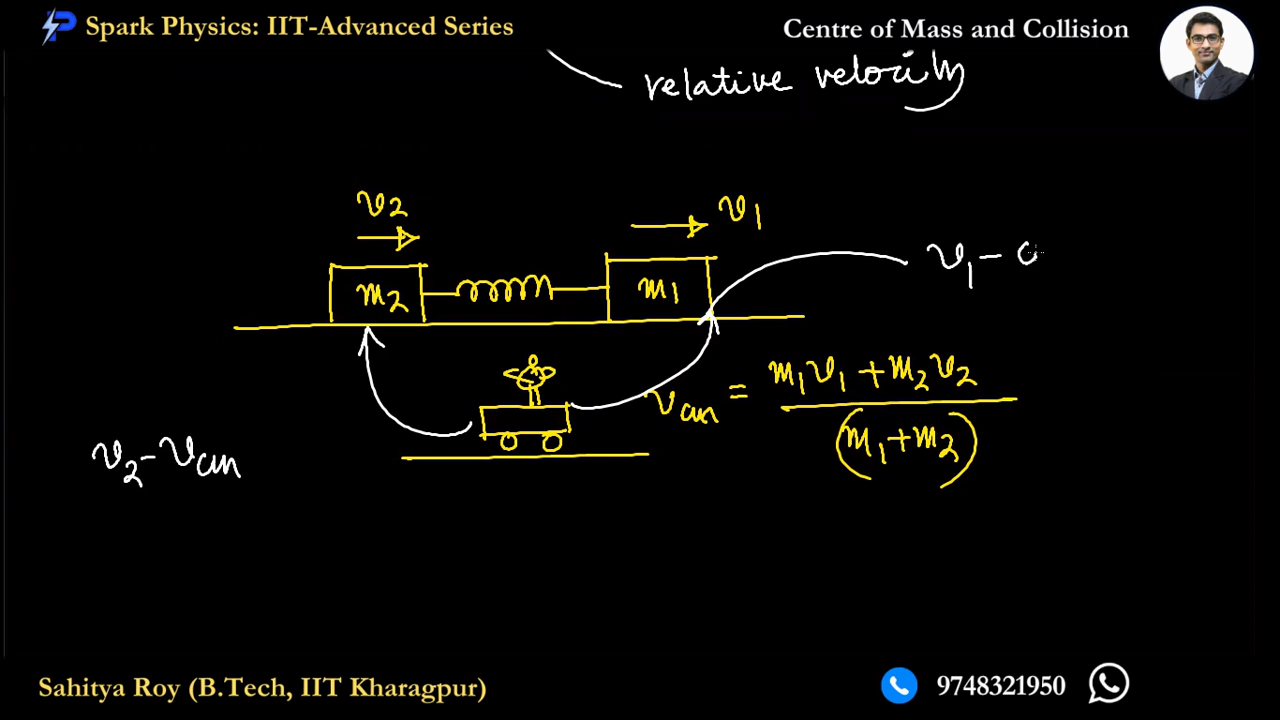 Spark Physics: IIT-Advanced Series
Centre of Mass and Collision
relative velocity
v2
v1
m2
m1
v1 -
vcm = m1v1 + m2v2 / (m1 + m2)
v2 - vcm
Sahitya Roy (B.Tech, IIT Kharagpur)
9748321950